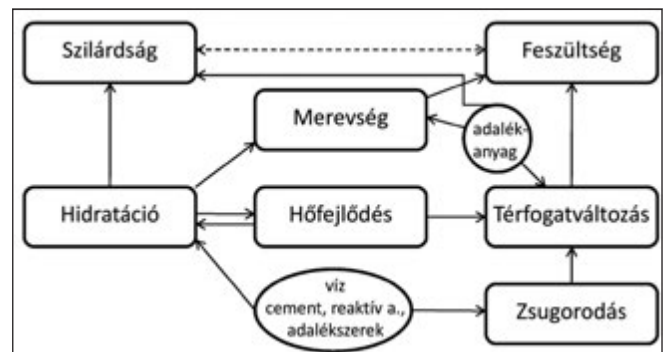 Szilárdság
Feszültség
Merevség
adalék-
anyag
Hidratáció
Hőfejlődés
Térfogatváltozás
víz
cement, reaktív a.,
adalékszerek
Zsugorodás